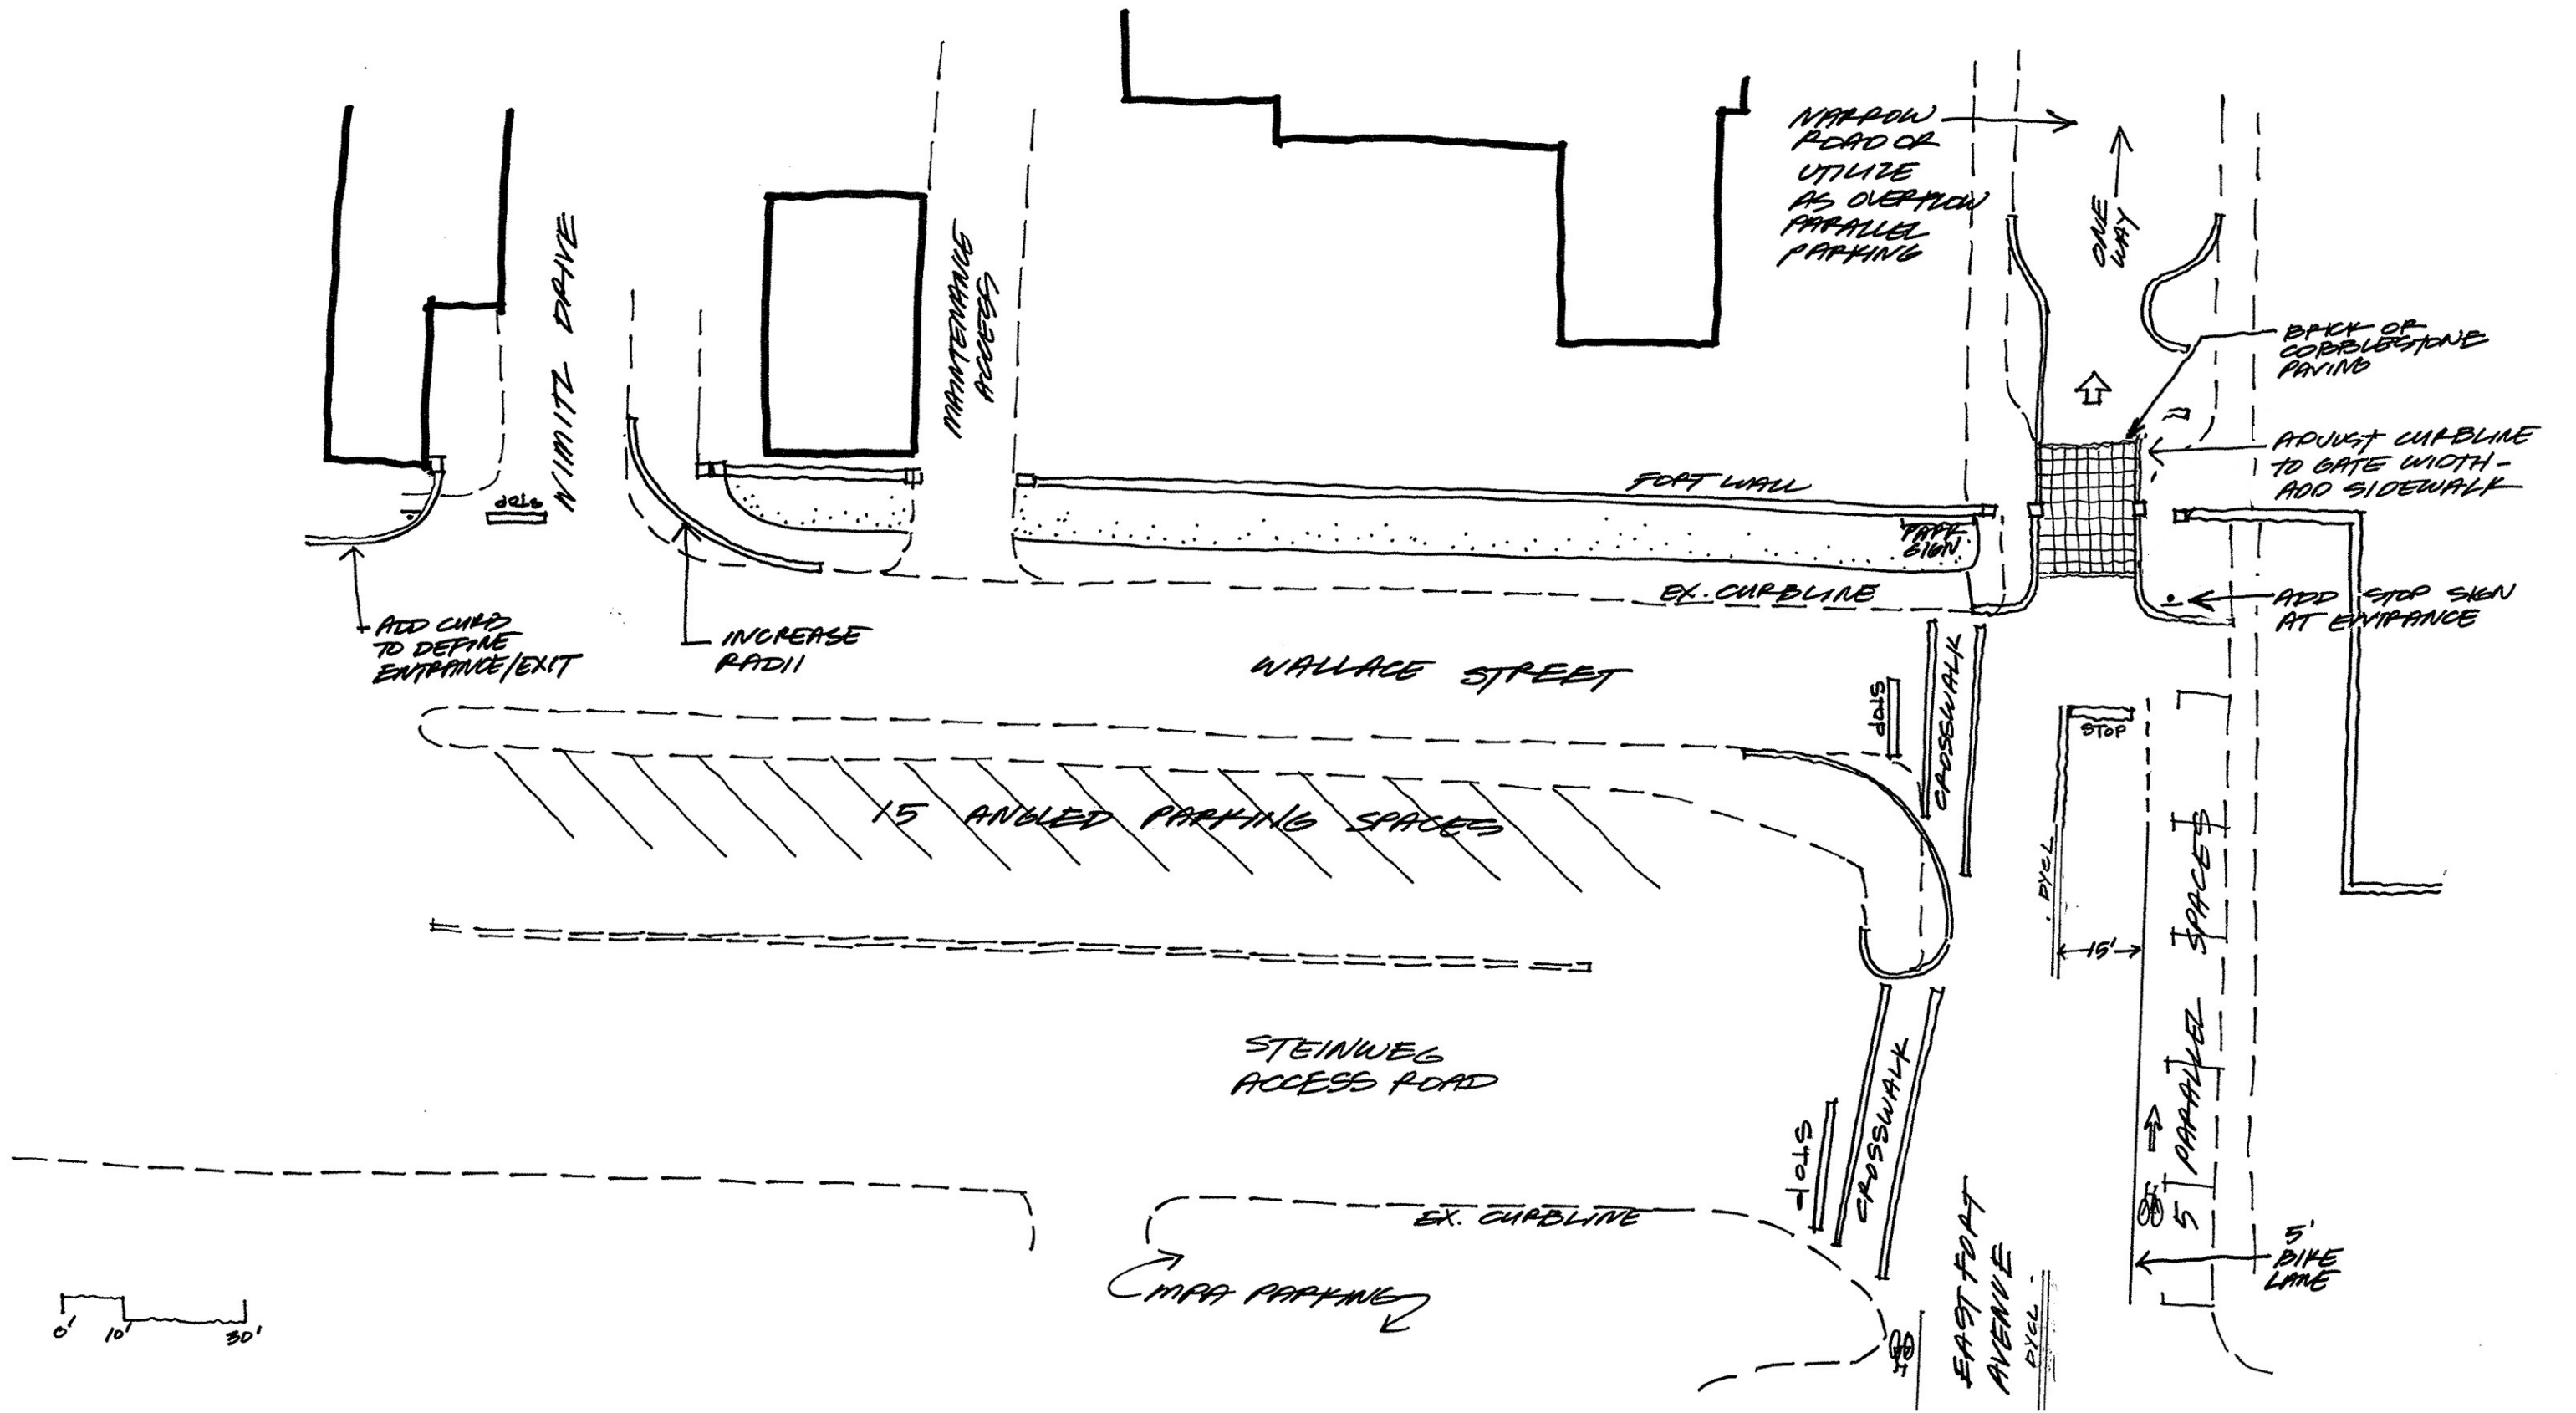 NARROW
ROAD OR
UTILIZE
AS OVERFLOW
PARALLEL
PARKING
ONE
WAY
NIMITZ DRIVE
MAINTENANCE
ACCESS
BRICK OR
COBBLESTONE
PAVING
ADJUST CURBLINE
TO GATE WIDTH -
ADD SIDEWALK
FORT WALL
STOP
PARK
SIGN
EX. CURBLINE
ADD STOP SIGN
AT ENTRANCE
ADD CURB
TO DEFINE
ENTRANCE/EXIT
INCREASE
RADII
WALLACE STREET
STOP
CROSSWALK
STOP
15 ANGLED PARKING SPACES
DYCL
15'
5 PARALLEL SPACES
STEINWEG
ACCESS ROAD
STOP
CROSSWALK
EX. CURBLINE
EAST FORT
AVENUE
DYCL
5'
BIKE
LANE
MPA PARKING
0' 10' 30'